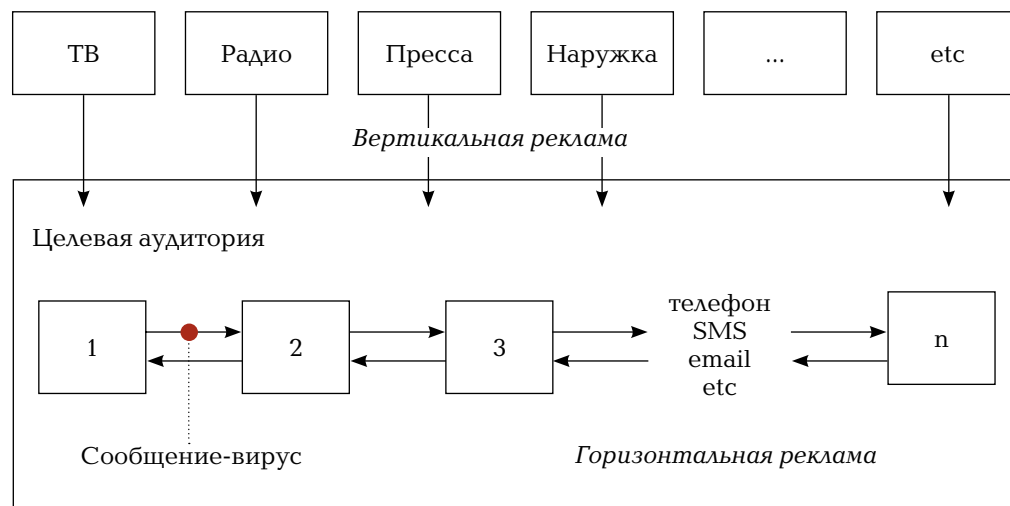 ТВ
Радио
Пресса
Наружка
...
etc
Вертикальная реклама
Целевая аудитория
1
2
3
телефон
SMS
email
etc
n
Сообщение-вирус
Горизонтальная реклама